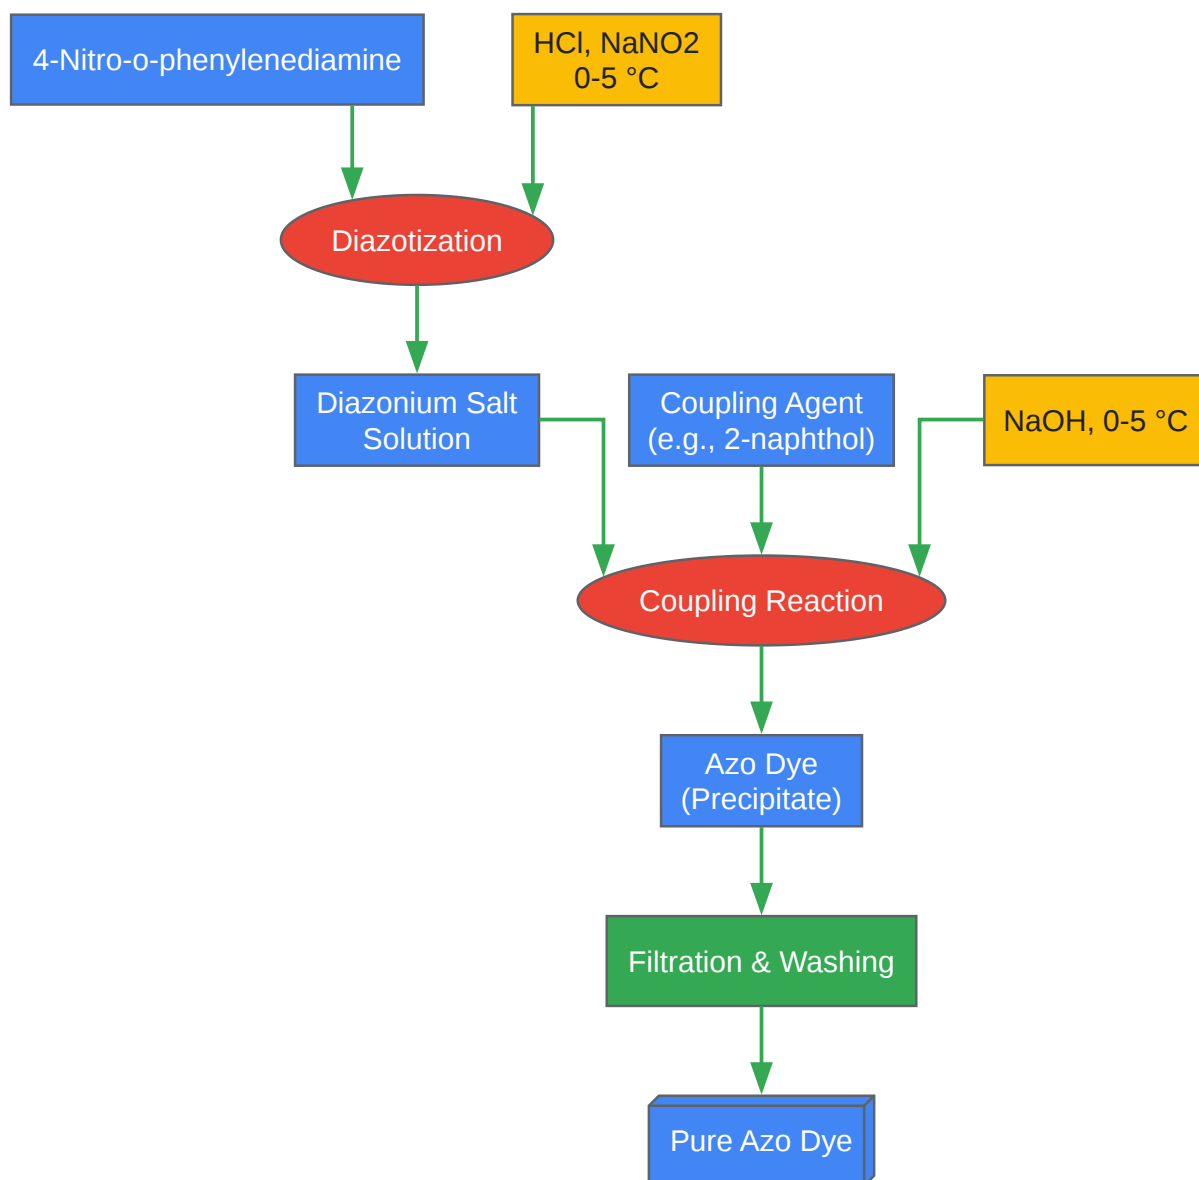 4-Nitro-o-phenylenediamine
HCl, NaNO2
0-5 °C
Diazotization
Diazonium Salt
Solution
Coupling Agent
(e.g., 2-naphthol)
NaOH, 0-5 °C
Coupling Reaction
Azo Dye
(Precipitate)
Filtration & Washing
Pure Azo Dye